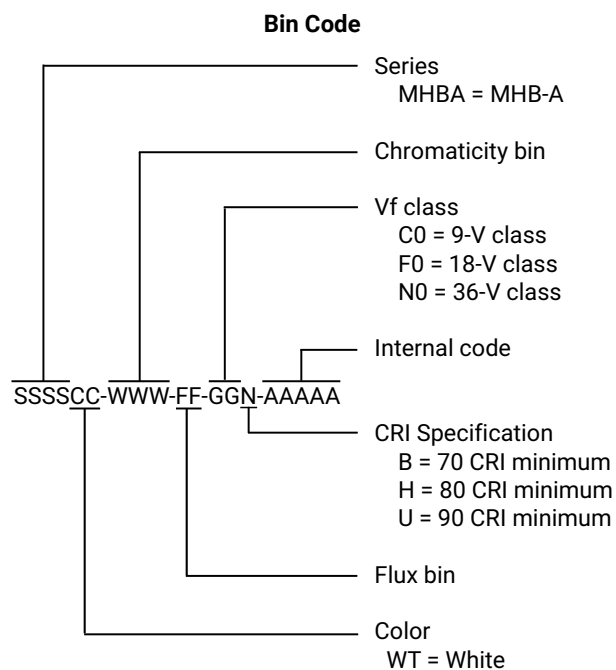 Bin Code
Series
MHBA = MHB-A
Chromaticity bin
Vf class
C0 = 9-V class
F0 = 18-V class
N0 = 36-V class
Internal code
SSSSCC-WWW-FF-GGN-AAAAA
CRI Specification
B = 70 CRI minimum
H = 80 CRI minimum
U = 90 CRI minimum
Flux bin
Color
WT = White